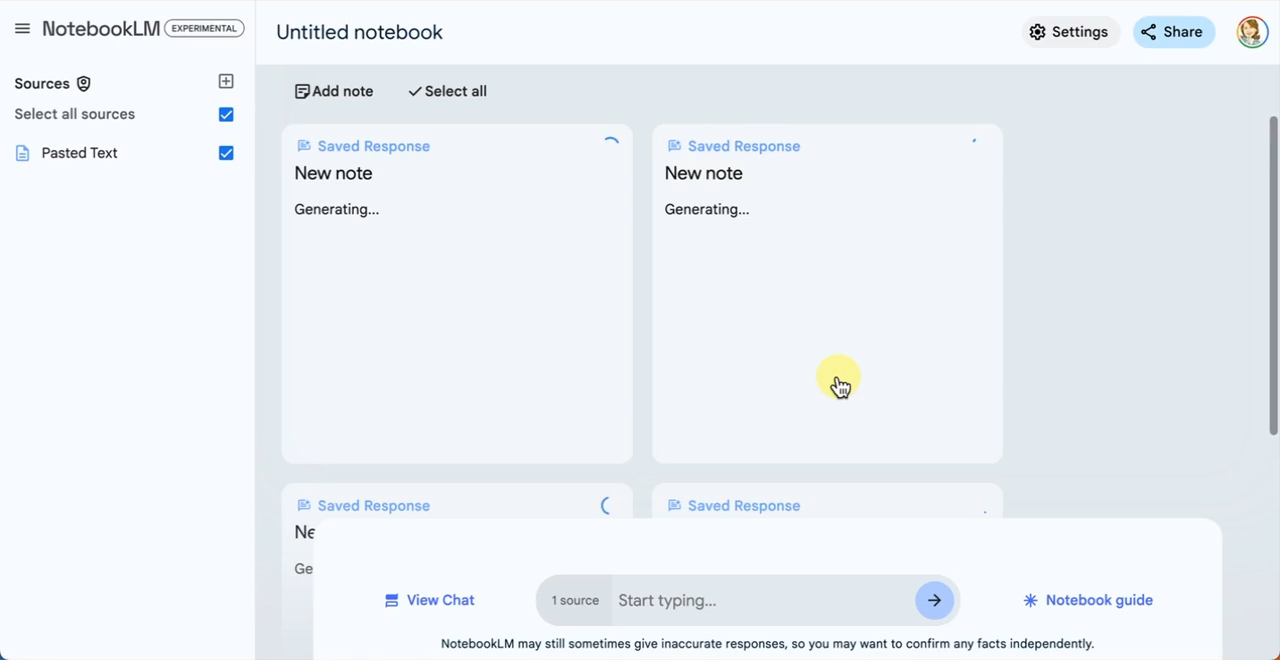 NotebookLM EXPERIMENTAL
Untitled notebook
Settings
Share
Sources
Select all sources
Pasted Text
Add note
Select all
Saved Response
New note
Generating...
Saved Response
New note
Generating...
Saved Response
Ne
Ge
Saved Response
View Chat
1 source
Start typing...
Notebook guide
NotebookLM may still sometimes give inaccurate responses, so you may want to confirm any facts independently.